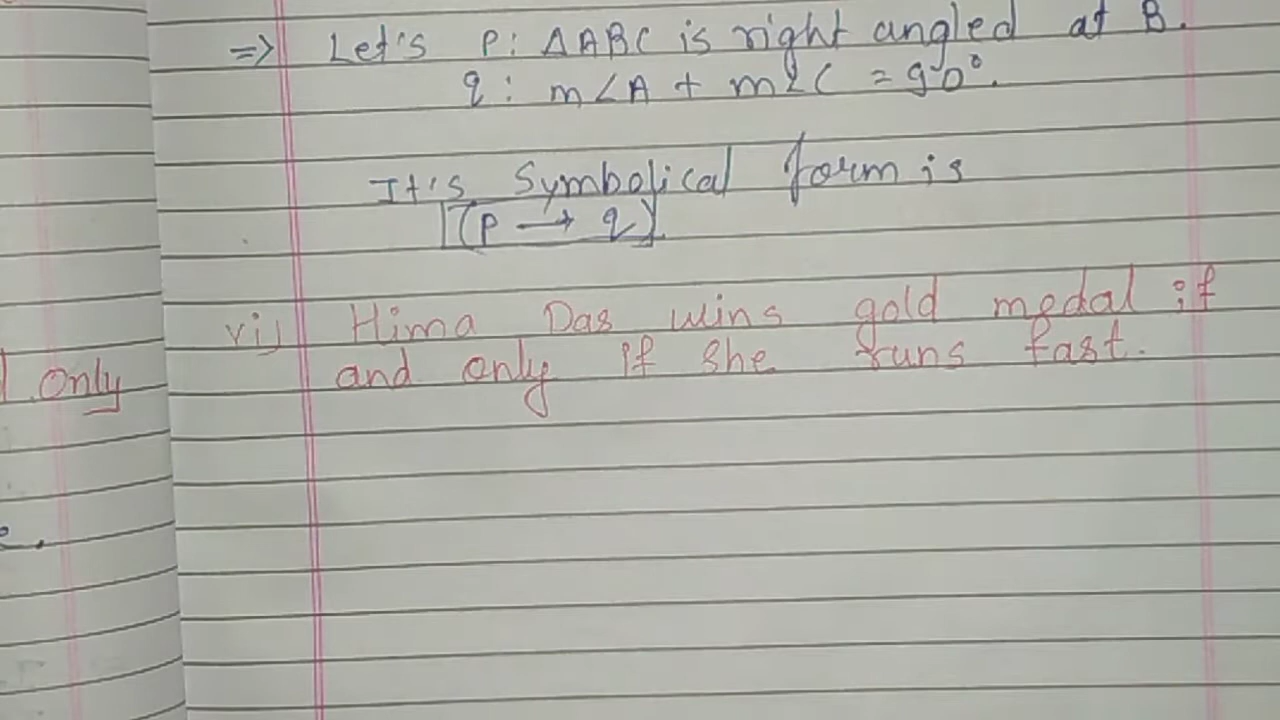 => Let's p: ΔABC is right angled at B.
q: m∠A + m∠C = 90°.
It's Symbolical form is
(p → q)
vi) Hima Das wins gold medal if
and only if she runs fast.
only